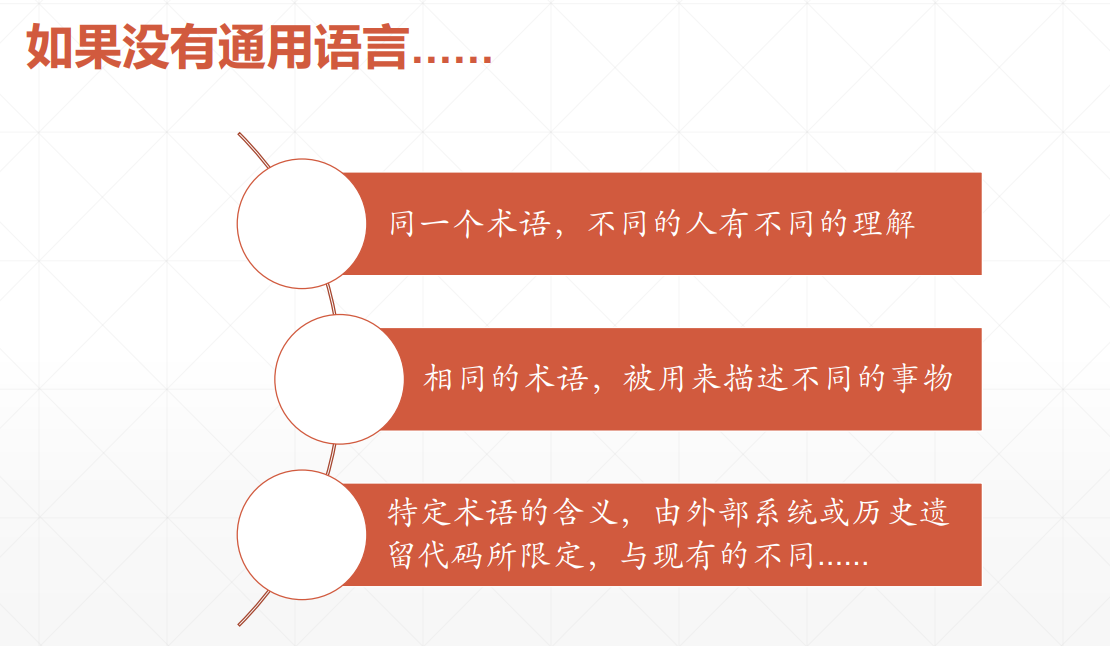 如果没有通用语言……
同一个术语，不同的人有不同的理解
相同的术语，被用来描述不同的事物
特定术语的含义，由外部系统或历史遗
留代码所限定，与现有的不同……